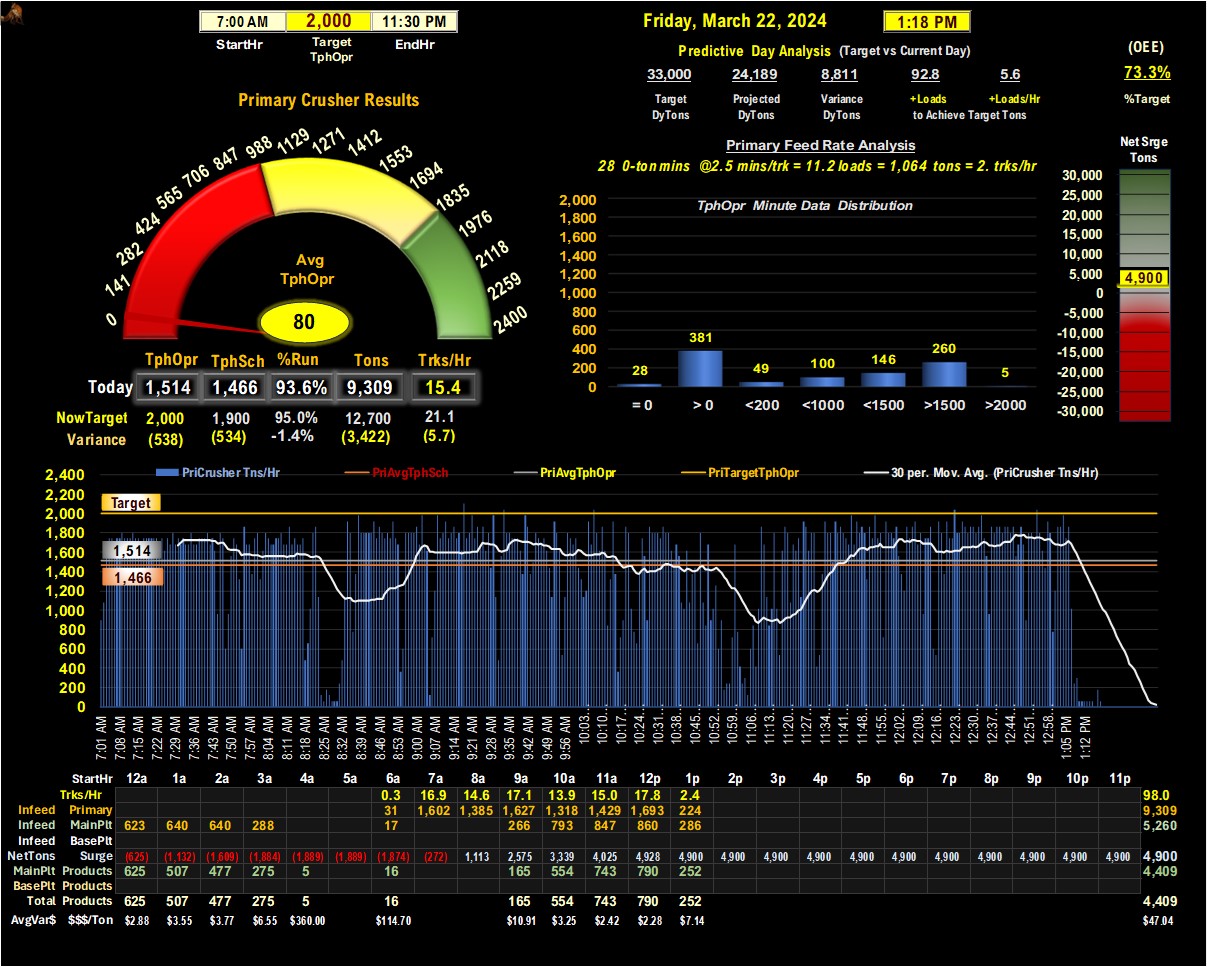 7:00 AM 2,000 11:30 PM
StartHr Target TphOpr EndHr
Friday, March 22, 2024 1:18 PM
Predictive Day Analysis (Target vs Current Day)
33,000 24,189 8,811 92.8 5.6
Target DyTons Projected DyTons Variance DyTons +Loads +Loads/Hr to Achieve Target Tons
(OEE)
73.3%
%Target
Primary Crusher Results
0 141 282 424 565 706 847 988 1129 1271 1412 1553 1694 1835 1976 2118 2259 2400
Avg
TphOpr
80
TphOpr TphSch %Run Tons Trks/Hr
Today 1,514 1,466 93.6% 9,309 15.4
NowTarget 2,000 1,900 95.0% 12,700 21.1
Variance (538) (534) -1.4% (3,422) (5.7)
Primary Feed Rate Analysis
28 0-ton mins @2.5 mins/trk = 11.2 loads = 1,064 tons = 2. trks/hr
TphOpr Minute Data Distribution
2,000
1,800
1,600
1,400
1,200
1,000
800
600
400
200
0
28 381 49 100 146 260 5
= 0 > 0 <200 <1000 <1500 >1500 >2000
Net Srge
Tons
30,000
25,000
20,000
15,000
10,000
5,000
0
-5,000
-10,000
-15,000
-20,000
-25,000
-30,000
4,900
PriCrusher Tns/Hr PriAvgTphSch PriAvgTphOpr PriTargetTphOpr 30 per. Mov. Avg. (PriCrusher Tns/Hr)
2,400
2,200
2,000
1,800
1,600
1,400
1,200
1,000
800
600
400
200
0
Target
1,514
1,466
7:01 AM 7:08 AM 7:15 AM 7:22 AM 7:29 AM 7:36 AM 7:43 AM 7:50 AM 7:57 AM 8:04 AM 8:11 AM 8:18 AM 8:25 AM 8:32 AM 8:39 AM 8:46 AM 8:53 AM 9:00 AM 9:07 AM 9:14 AM 9:21 AM 9:28 AM 9:35 AM 9:42 AM 9:49 AM 9:56 AM 10:03… 10:10… 10:17… 10:24… 10:31… 10:38… 10:45… 10:52… 10:59… 11:06… 11:13… 11:20… 11:27… 11:34… 11:41… 11:48… 11:55… 12:02… 12:09… 12:16… 12:23… 12:30… 12:37… 12:44… 12:51… 12:58… 1:05 PM 1:12 PM
StartHr 12a 1a 2a 3a 4a 5a 6a 7a 8a 9a 10a 11a 12p 1p 2p 3p 4p 5p 6p 7p 8p 9p 10p 11p
Trks/Hr 0.3 16.9 14.6 17.1 13.9 15.0 17.8 2.4 98.0
Infeed Primary 31 1,602 1,385 1,627 1,318 1,429 1,693 224 9,309
Infeed MainPlt 623 640 640 288 17 266 793 847 860 286 5,260
Infeed BasePlt
NetTons Surge (625) (1,132) (1,609) (1,884) (1,889) (1,889) (1,874) (272) 1,113 2,575 3,339 4,025 4,928 4,900 4,900 4,900 4,900 4,900 4,900 4,900 4,900 4,900 4,900 4,900 4,900
MainPlt Products 625 507 477 275 5 16 165 554 743 790 252 4,409
BasePlt Products
Total Products 625 507 477 275 5 16 165 554 743 790 252 4,409
AvgVar$ $$$/Ton $2.88 $3.55 $3.77 $6.55 $360.00 $114.70 $10.91 $3.25 $2.42 $2.28 $7.14 $47.04